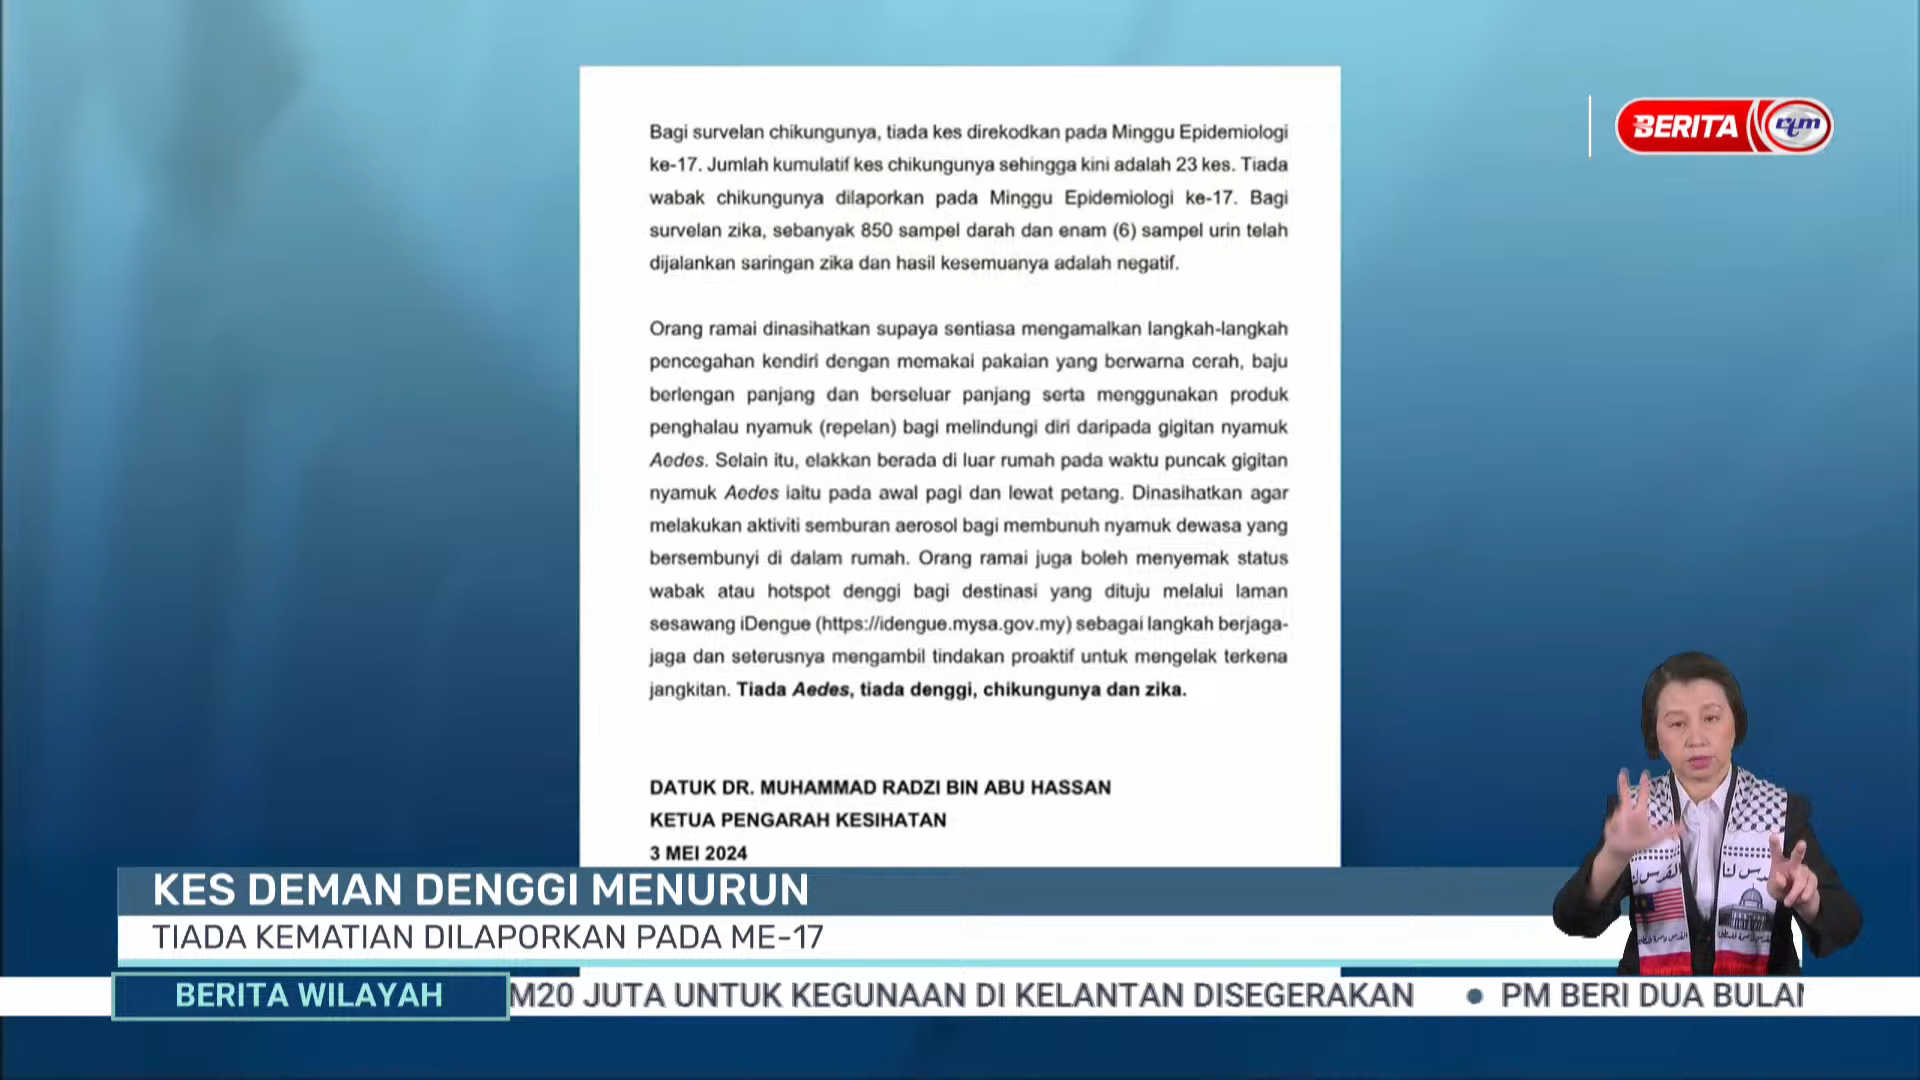 Bagi survelan chikungunya, tiada kes direkodkan pada Minggu Epidemiologi
ke-17. Jumlah kumulatif kes chikungunya sehingga kini adalah 23 kes. Tiada
wabak chikungunya dilaporkan pada Minggu Epidemiologi ke-17. Bagi
survelan zika, sebanyak 850 sampel darah dan enam (6) sampel urin telah
dijalankan saringan zika dan hasil kesemuanya adalah negatif.
Orang ramai dinasihatkan supaya sentiasa mengamalkan langkah-langkah
pencegahan kendiri dengan memakai pakaian yang berwarna cerah, baju
berlengan panjang dan berseluar panjang serta menggunakan produk
penghalau nyamuk (repelan) bagi melindungi diri daripada gigitan nyamuk
Aedes. Selain itu, elakkan berada di luar rumah pada waktu puncak gigitan
nyamuk Aedes iaitu pada awal pagi dan lewat petang. Dinasihatkan agar
melakukan aktiviti semburan aerosol bagi membunuh nyamuk dewasa yang
bersembunyi di dalam rumah. Orang ramai juga boleh menyemak status
wabak atau hotspot denggi bagi destinasi yang dituju melalui laman
sesawang iDengue (https://idengue.mysa.gov.my) sebagai langkah berjaga-
jaga dan seterusnya mengambil tindakan proaktif untuk mengelak terkena
jangkitan. Tiada Aedes, tiada denggi, chikungunya dan zika.
DATUK DR. MUHAMMAD RADZI BIN ABU HASSAN
KETUA PENGARAH KESIHATAN
3 MEI 2024
BERITA rtm
القدس لنا
KES DEMAN DENGGI MENURUN
TIADA KEMATIAN DILAPORKAN PADA ME-17
BERITA WILAYAH M20 JUTA UNTUK KEGUNAAN DI KELANTAN DISEGERAKAN • PM BERI DUA BULAN